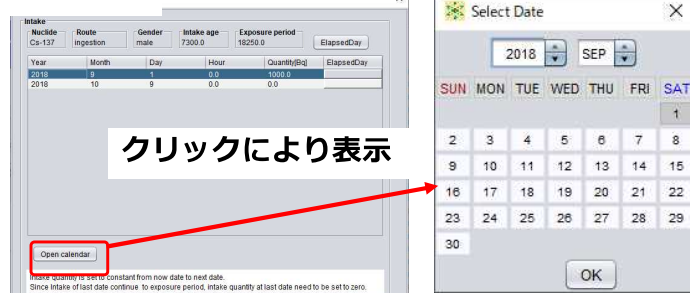 Intake
Nuclide Route Gender Intake age Exposure period
Cs-137 ingestion male 7300.0 18250.0 ElapsedDay
Year Month Day Hour Quantity[Bq] ElapsedDay
2018 9 1 0.0 1000.0
2018 10 9 0.0 0.0
クリックにより表示
Open calendar
Intake quantity is set to constant from now date to next date.
Since Intake of last date continue to exposure period, intake quantity at last date need to be set to zero.
Select Date
2018 SEP
SUN MON TUE WED THU FRI SAT
1
2 3 4 5 6 7 8
9 10 11 12 13 14 15
16 17 18 19 20 21 22
23 24 25 26 27 28 29
30
OK